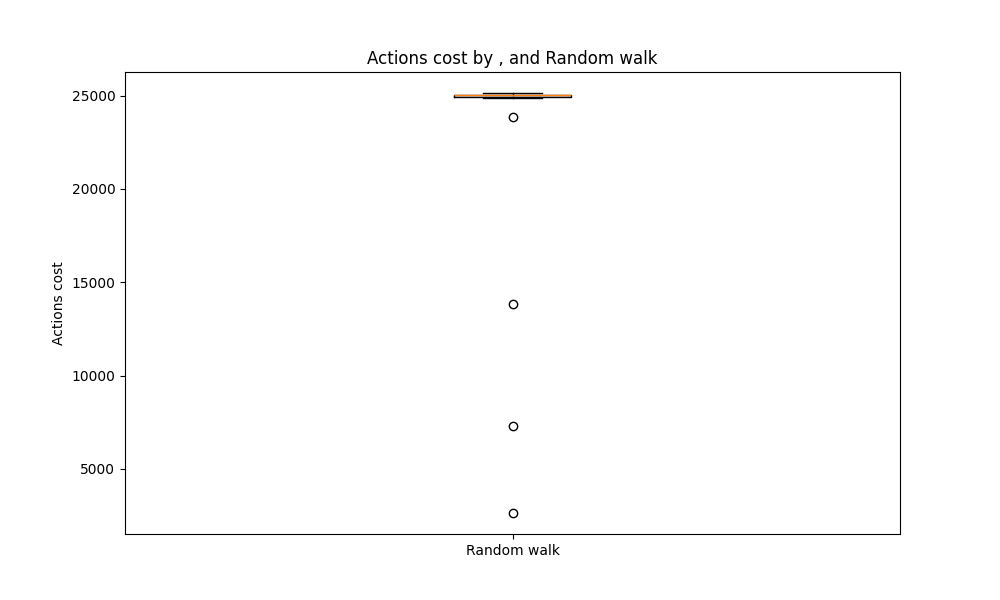 Actions cost by , and Random walk
25000
20000
15000
10000
5000
Actions cost
Random walk